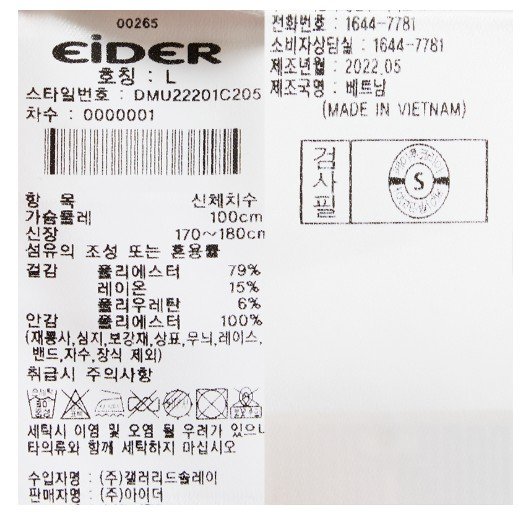 00265
EiDER
호칭 : L
스타일번호 : DMU22201C205
차수 : 0000001
항 목 신체치수
가슴둘레 100cm
신장 170~180cm
섬유의 조성 또는 혼용률
겉감 폴리에스터 79%
레이온 15%
폴리우레탄 6%
안감 폴리에스터 100%
(재봉사,심지,보강재,상표,무늬,레이스,
밴드,자수,장식 제외)
취급시 주의사항
세탁시 이염 및 오염 될 우려가 있으니
타의류와 함께 세탁하지 마십시오
수입자명 : (주)갤러리드솔레이
판매자명 : (주)아이더
전화번호 : 1644-7781
소비자상담실 : 1644-7781
제조년월 : 2022.05
제조국명 : 베트남
(MADE IN VIETNAM)
검사필
S